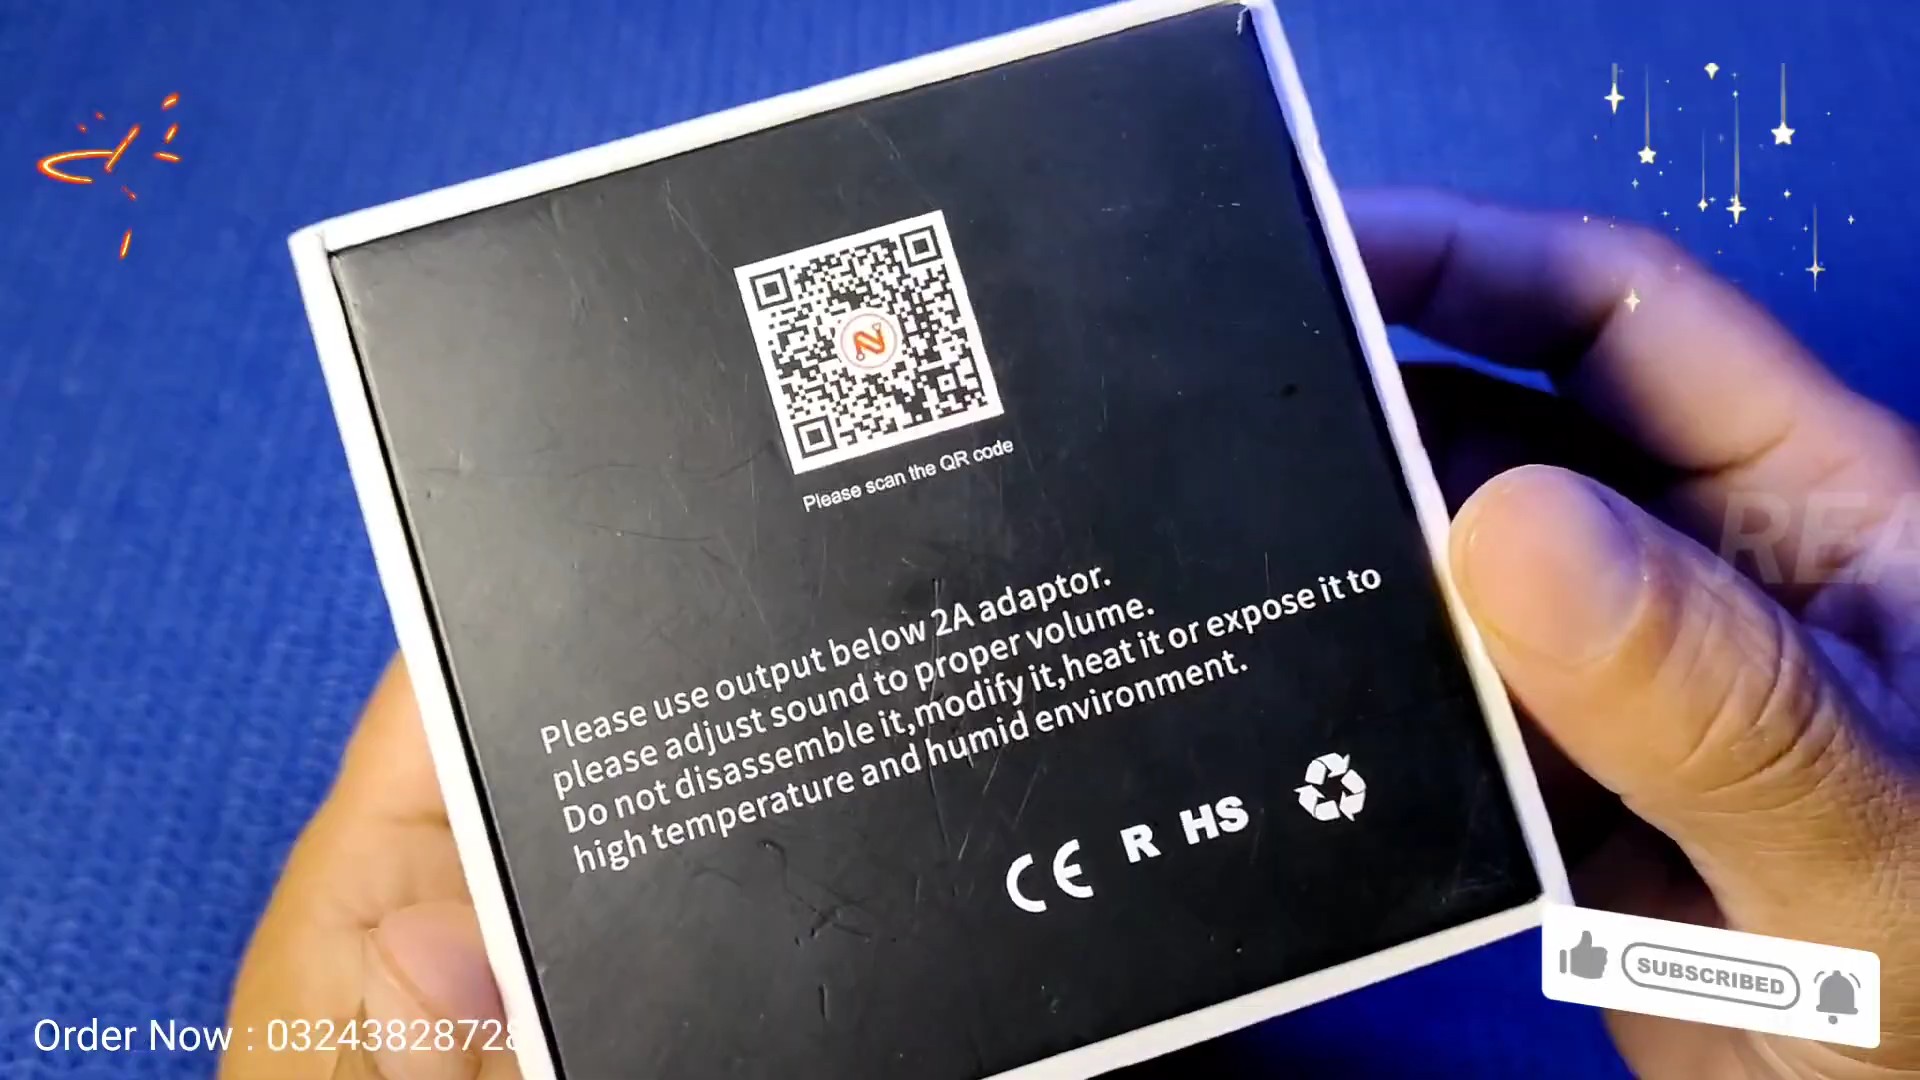 Please scan the QR code
Please use output below 2A adaptor.
please adjust sound to proper volume.
Do not disassemble it,modify it,heat it or expose it to
high temperature and humid environment.
CE R HS
REA
SUBSCRIBED
Order Now : 03243828728